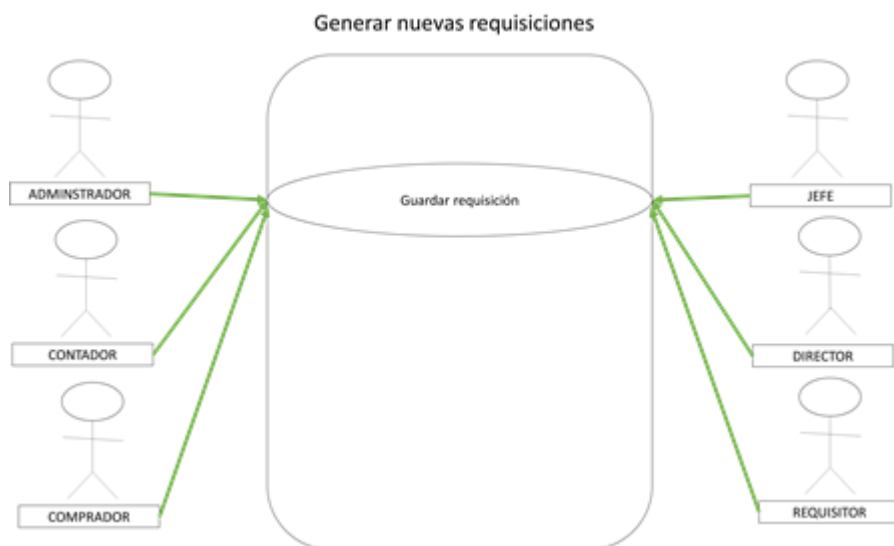 Generar nuevas requisiciones
ADMINSTRADOR
Guardar requisición
JEFE
CONTADOR
DIRECTOR
COMPRADOR
REQUISITOR